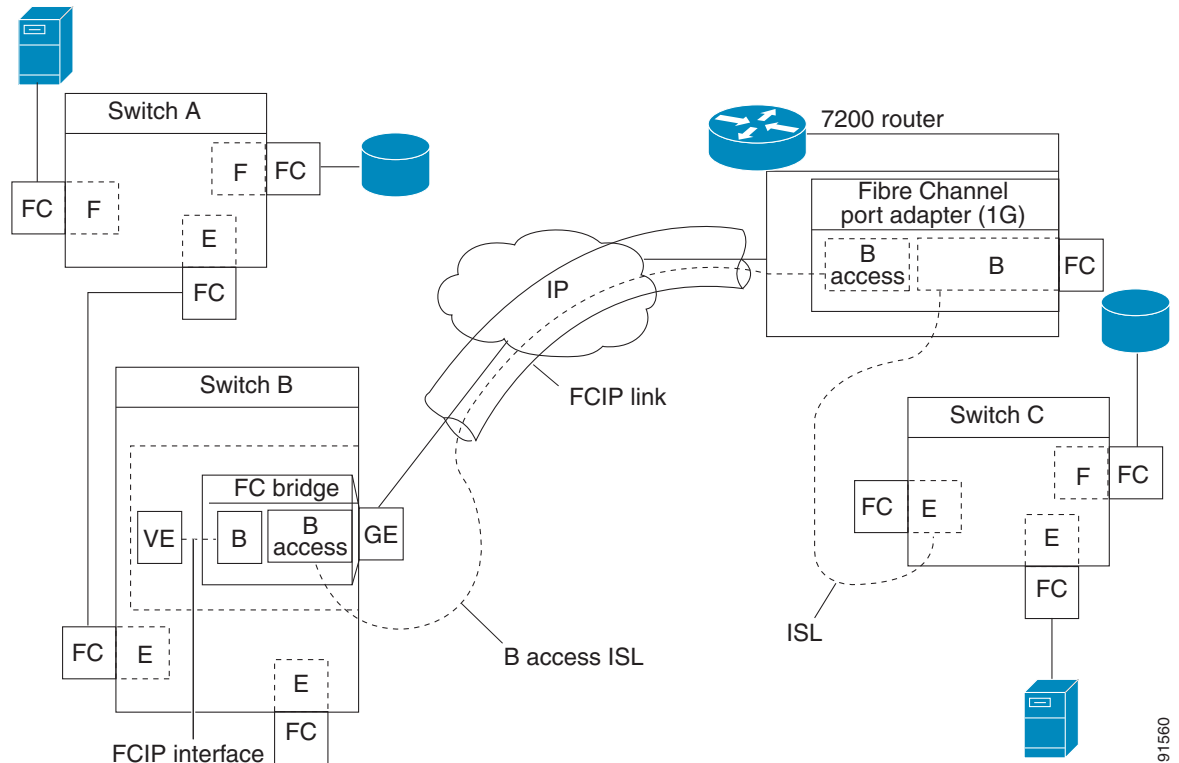 Switch A
F
FC
FC
F
E
FC
7200 router
Fibre Channel
port adapter (1G)
B
access
B
FC
IP
FCIP link
Switch B
FC bridge
VE
B
B
access
GE
FC
E
B access ISL
E
FC
FCIP interface
Switch C
F
FC
FC
E
E
FC
ISL
91560